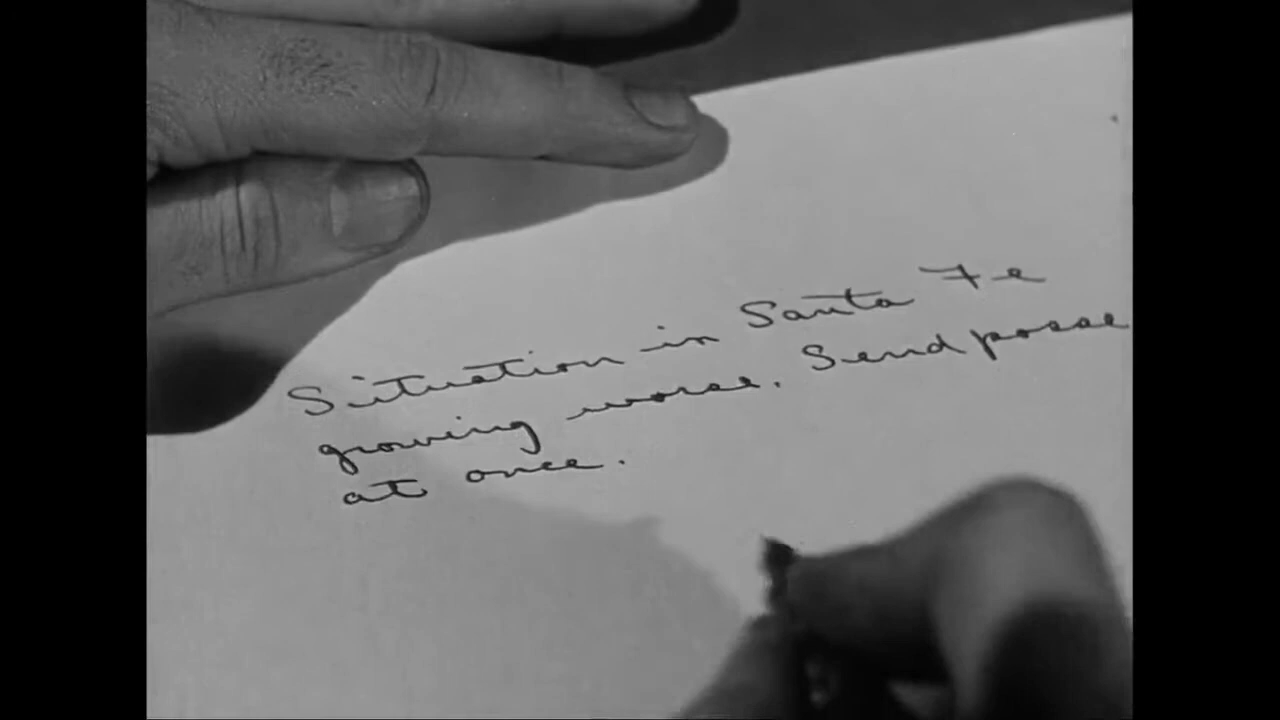 Situation in Santa Fe
growing worse. Send posse
at once.